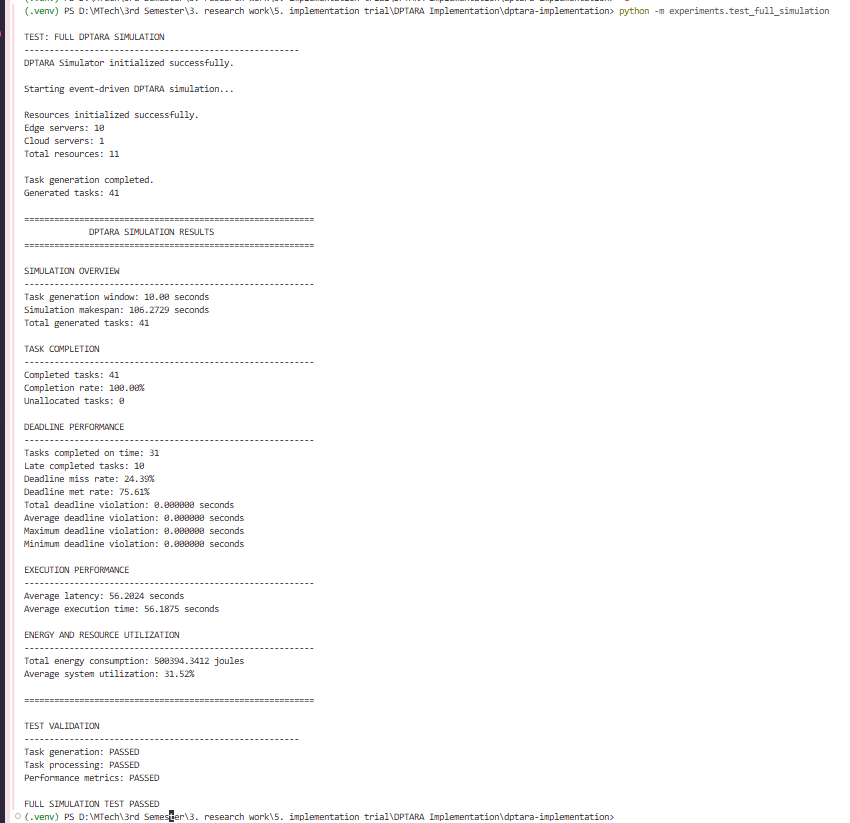 (.venv) PS D:\MTech\3rd Semester\3. research work\5. implementation trial\DPTARA Implementation\dptara-implementation> python -m experiments.test_full_simulation
TEST: FULL DPTARA SIMULATION
-------------------------------------------------------
DPTARA Simulator initialized successfully.
Starting event-driven DPTARA simulation...
Resources initialized successfully.
Edge servers: 10
Cloud servers: 1
Total resources: 11
Task generation completed.
Generated tasks: 41
==========================================================
DPTARA SIMULATION RESULTS
==========================================================
SIMULATION OVERVIEW
----------------------------------------------------------
Task generation window: 10.00 seconds
Simulation makespan: 106.2729 seconds
Total generated tasks: 41
TASK COMPLETION
----------------------------------------------------------
Completed tasks: 41
Completion rate: 100.00%
Unallocated tasks: 0
DEADLINE PERFORMANCE
----------------------------------------------------------
Tasks completed on time: 31
Late completed tasks: 10
Deadline miss rate: 24.39%
Deadline met rate: 75.61%
Total deadline violation: 0.000000 seconds
Average deadline violation: 0.000000 seconds
Maximum deadline violation: 0.000000 seconds
Minimum deadline violation: 0.000000 seconds
EXECUTION PERFORMANCE
----------------------------------------------------------
Average latency: 56.2024 seconds
Average execution time: 56.1875 seconds
ENERGY AND RESOURCE UTILIZATION
----------------------------------------------------------
Total energy consumption: 500394.3412 joules
Average system utilization: 31.52%
==========================================================
TEST VALIDATION
-------------------------------------------------------
Task generation: PASSED
Task processing: PASSED
Performance metrics: PASSED
FULL SIMULATION TEST PASSED
(.venv) PS D:\MTech\3rd Semester\3. research work\5. implementation trial\DPTARA Implementation\dptara-implementation>